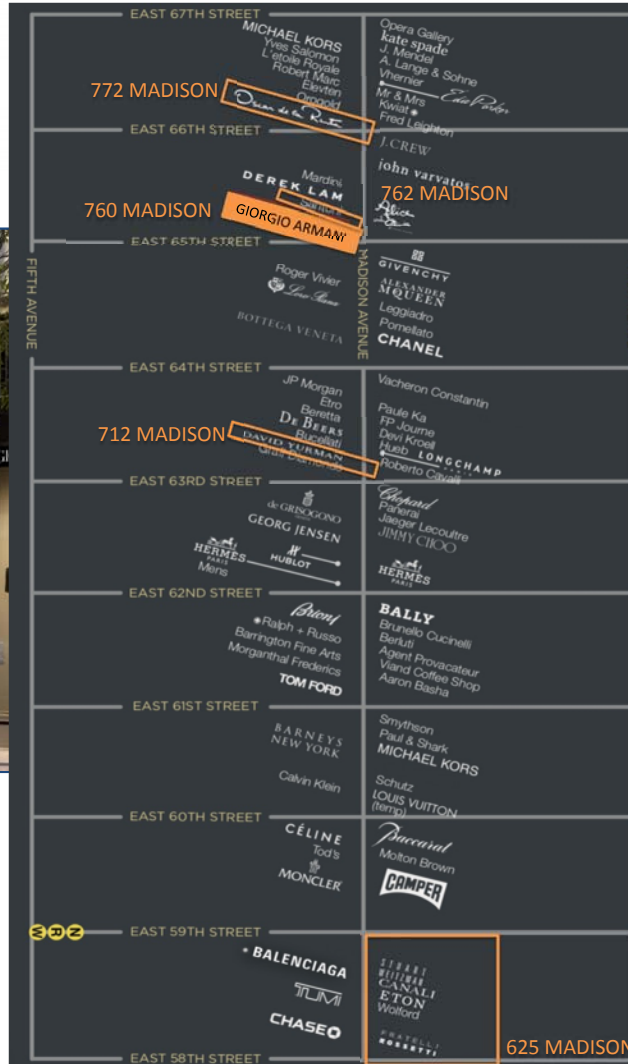 EAST 67TH STREET
MICHAEL KORS
Yves Salomon
L'etoile Royale
Robert Marc
Elevten
Orogold
Oscar de la Renta
772 MADISON
Opera Gallery
kate spade
J. Mendel
A. Lange & Sohne
Vhernier
Edie Parker
Mr & Mrs
Kwiat
Fred Leighton
EAST 66TH STREET
Mardini
DEREK LAM
Santoni
GIORGIO ARMANI
760 MADISON
J.CREW
john varvatos
762 MADISON
Alice
EAST 65TH STREET
FIFTH AVENUE
MADISON AVENUE
Roger Vivier
Loro Piana
BOTTEGA VENETA
GIVENCHY
ALEXANDER
MQUEEN
Leggiadro
Pomellato
CHANEL
EAST 64TH STREET
JP Morgan
Etro
Beretta
DE BEERS
Bucellati
DAVID YURMAN
Graff Diamonds
712 MADISON
Vacheron Constantin
Paule Ka
FP Journe
Devi Kroell
Hueb
LONGCHAMP
Roberto Cavalli
EAST 63RD STREET
de GRISOGONO
GEORG JENSEN
HERMÈS
PARIS
Mens
HUBLOT
Chopard
Panerai
Jaeger Lecoultre
JIMMY CHOO
HERMÈS
PARIS
EAST 62ND STREET
Brioni
Ralph + Russo
Barrington Fine Arts
Morganthal Frederics
TOM FORD
BALLY
Brunello Cucinelli
Berluti
Agent Provacateur
Viand Coffee Shop
Aaron Basha
EAST 61ST STREET
BARNEYS
NEW YORK
Calvin Klein
Smythson
Paul & Shark
MICHAEL KORS
Schutz
LOUIS VUITTON
(temp)
EAST 60TH STREET
CÉLINE
Tod's
MONCLER
Baccarat
Molton Brown
CAMPER
W R N
EAST 59TH STREET
BALENCIAGA
TUMI
CHASE
STUART
WEITZMAN
CANALI
ETON
Wolford
FRATELLI
ROSSETTI
625 MADISON
EAST 58TH STREET